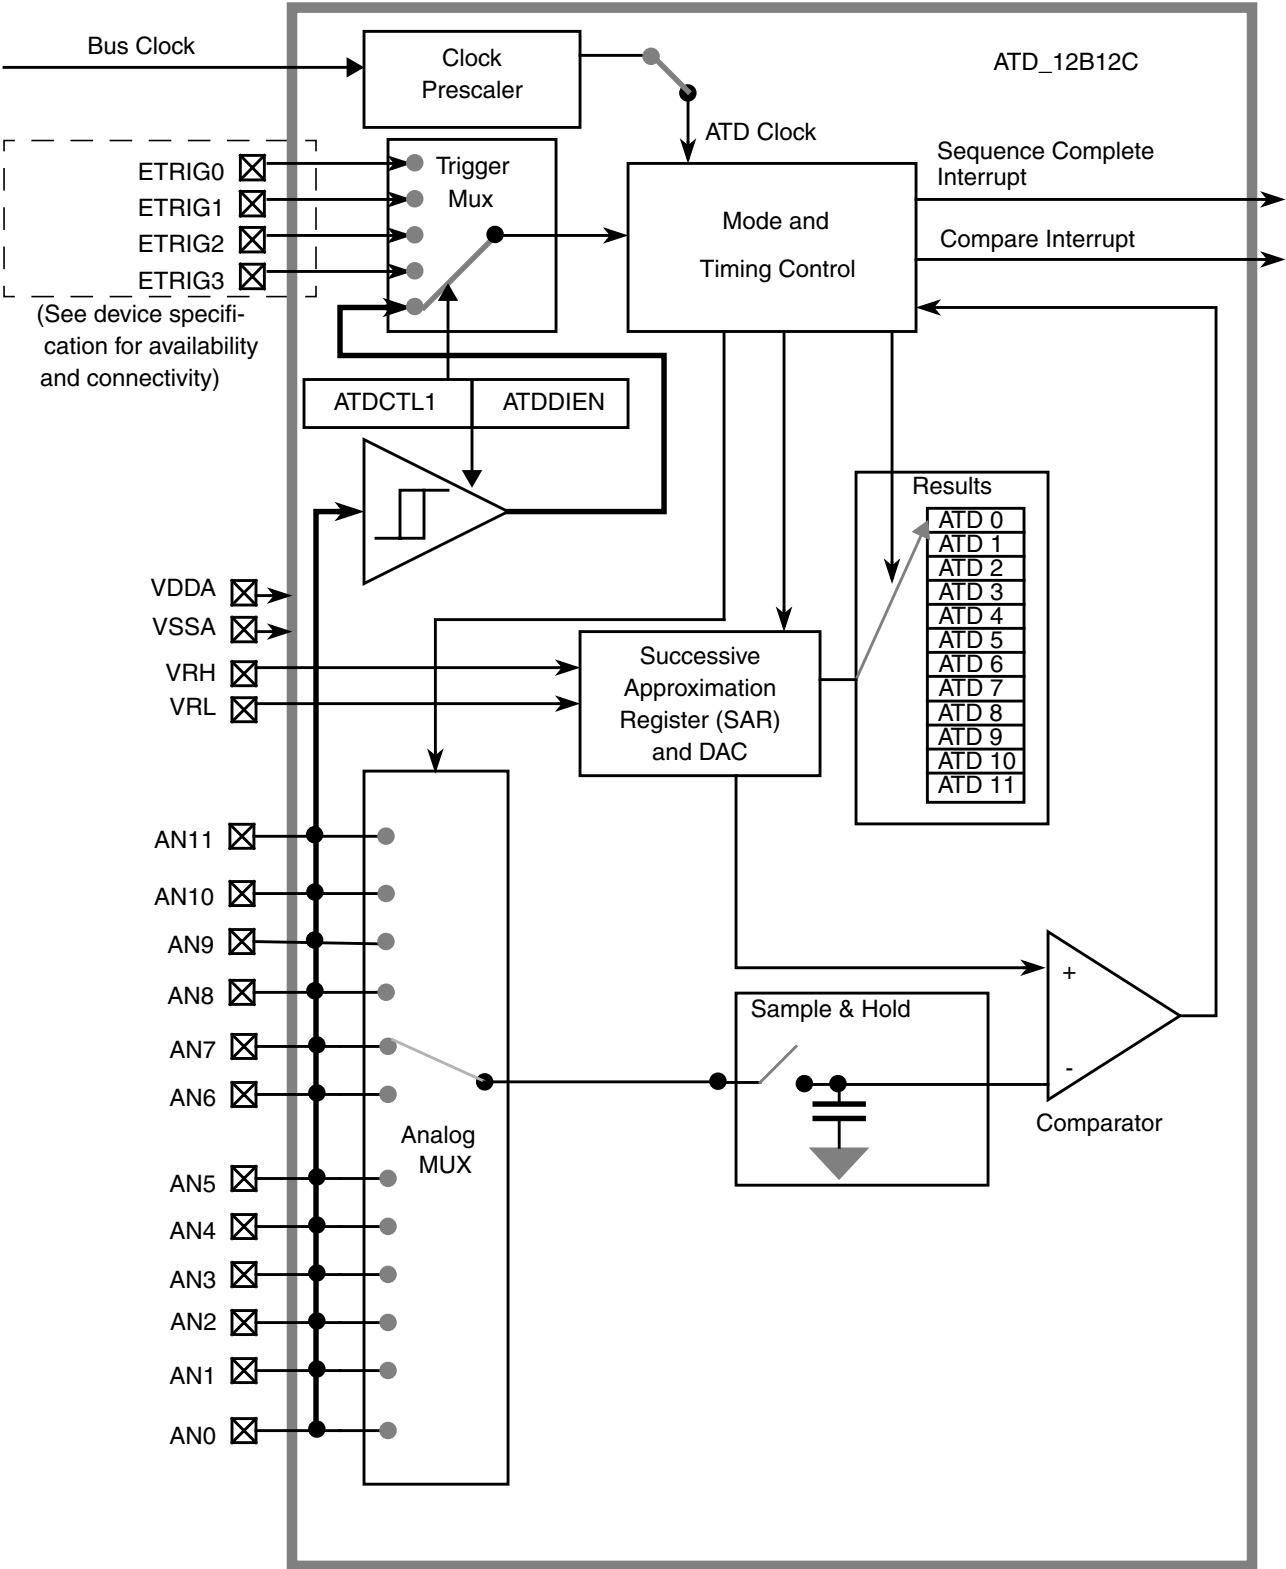 Bus Clock
Clock
Prescaler
ATD_12B12C
ATD Clock
Sequence Complete
Interrupt
Compare Interrupt
ETRIG0
ETRIG1
ETRIG2
ETRIG3
(See device specifi-
cation for availability
and connectivity)
Trigger
Mux
Mode and
Timing Control
ATDCTL1
ATDDIEN
Results
ATD 0
ATD 1
ATD 2
ATD 3
ATD 4
ATD 5
ATD 6
ATD 7
ATD 8
ATD 9
ATD 10
ATD 11
VDDA
VSSA
VRH
VRL
Successive
Approximation
Register (SAR)
and DAC
AN11
AN10
AN9
AN8
AN7
AN6
AN5
AN4
AN3
AN2
AN1
AN0
Analog
MUX
Sample & Hold
+
-
Comparator